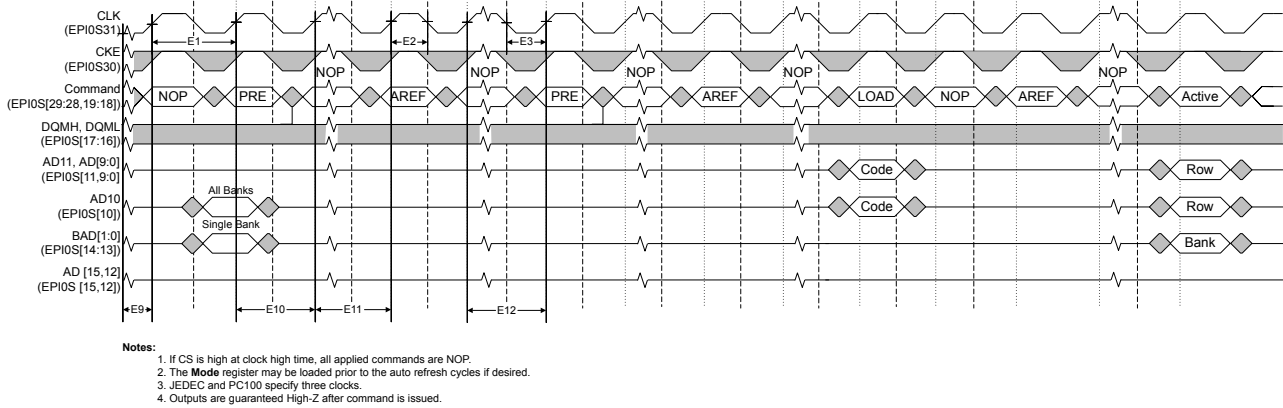 CLK
(EPI0S31)
E1
E2
E3
CKE
(EPI0S30)
NOP
NOP
NOP
NOP
NOP
Command
(EPI0S[29:28,19:18])
NOP
PRE
AREF
PRE
AREF
LOAD
NOP
AREF
Active
DQMH, DQML
(EPI0S[17:16])
AD11, AD[9:0]
(EPI0S[11,9:0]
Code
Row
All Banks
AD10
(EPI0S[10])
Code
Row
Single Bank
BAD[1:0]
(EPI0S[14:13])
Bank
AD [15,12]
(EPI0S [15,12])
E9
E10
E11
E12
Notes:
1. If CS is high at clock high time, all applied commands are NOP.
2. The Mode register may be loaded prior to the auto refresh cycles if desired.
3. JEDEC and PC100 specify three clocks.
4. Outputs are guaranteed High-Z after command is issued.